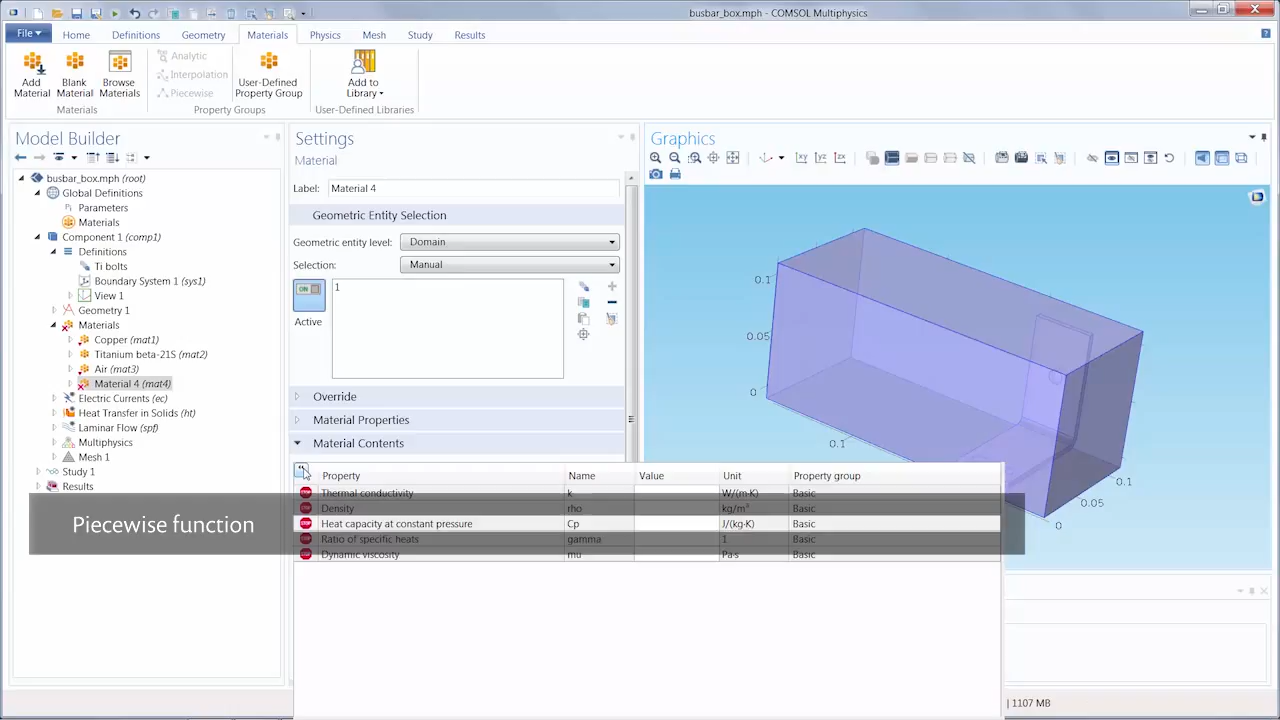 busbar_box.mph - COMSOL Multiphysics
File
Home
Definitions
Geometry
Materials
Physics
Mesh
Study
Results
Add Material
Blank Material
Browse Materials
Materials
Analytic
Interpolation
Piecewise
User-Defined Property Group
Property Groups
Add to Library
User-Defined Libraries
Model Builder
busbar_box.mph (root)
Global Definitions
Pi Parameters
Materials
Component 1 (comp1)
Definitions
Ti bolts
Boundary System 1 (sys1)
View 1
Geometry 1
Materials
Copper (mat1)
Titanium beta-21S (mat2)
Air (mat3)
Material 4 (mat4)
Electric Currents (ec)
Heat Transfer in Solids (ht)
Laminar Flow (spf)
Multiphysics
Mesh 1
Study 1
Results
Settings
Material
Label: Material 4
Geometric Entity Selection
Geometric entity level: Domain
Selection: Manual
ON
Active
1
Override
Material Properties
Material Contents
Property Name Value Unit Property group
Thermal conductivity k W/(m·K) Basic
Density rho kg/m³ Basic
Heat capacity at constant pressure Cp J/(kg·K) Basic
Ratio of specific heats gamma 1 Basic
Dynamic viscosity mu Pa·s Basic
Piecewise function
Graphics
xy yz zx
0.1
0.05
0
0.1
0.1
0.05
0
| 1107 MB